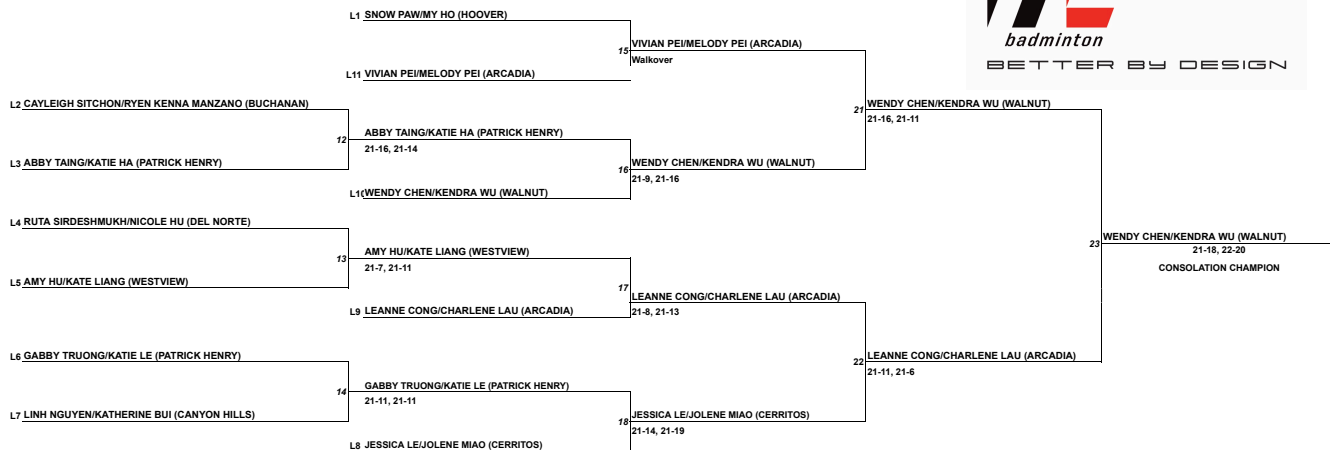 L1 SNOW PAW/MY HO (HOOVER)
badminton
BETTER BY DESIGN
15 VIVIAN PEI/MELODY PEI (ARCADIA)
Walkover
L11 VIVIAN PEI/MELODY PEI (ARCADIA)
L2 CAYLEIGH SITCHON/RYEN KENNA MANZANO (BUCHANAN)
21 WENDY CHEN/KENDRA WU (WALNUT)
21-16, 21-11
12 ABBY TAING/KATIE HA (PATRICK HENRY)
21-16, 21-14
L3 ABBY TAING/KATIE HA (PATRICK HENRY)
16 WENDY CHEN/KENDRA WU (WALNUT)
21-9, 21-16
L10 WENDY CHEN/KENDRA WU (WALNUT)
L4 RUTA SIRDESHMUKH/NICOLE HU (DEL NORTE)
23 WENDY CHEN/KENDRA WU (WALNUT)
21-18, 22-20
CONSOLATION CHAMPION
13 AMY HU/KATE LIANG (WESTVIEW)
21-7, 21-11
L5 AMY HU/KATE LIANG (WESTVIEW)
17 LEANNE CONG/CHARLENE LAU (ARCADIA)
21-8, 21-13
L9 LEANNE CONG/CHARLENE LAU (ARCADIA)
L6 GABBY TRUONG/KATIE LE (PATRICK HENRY)
22 LEANNE CONG/CHARLENE LAU (ARCADIA)
21-11, 21-6
14 GABBY TRUONG/KATIE LE (PATRICK HENRY)
21-11, 21-11
L7 LINH NGUYEN/KATHERINE BUI (CANYON HILLS)
18 JESSICA LE/JOLENE MIAO (CERRITOS)
21-14, 21-19
L8 JESSICA LE/JOLENE MIAO (CERRITOS)